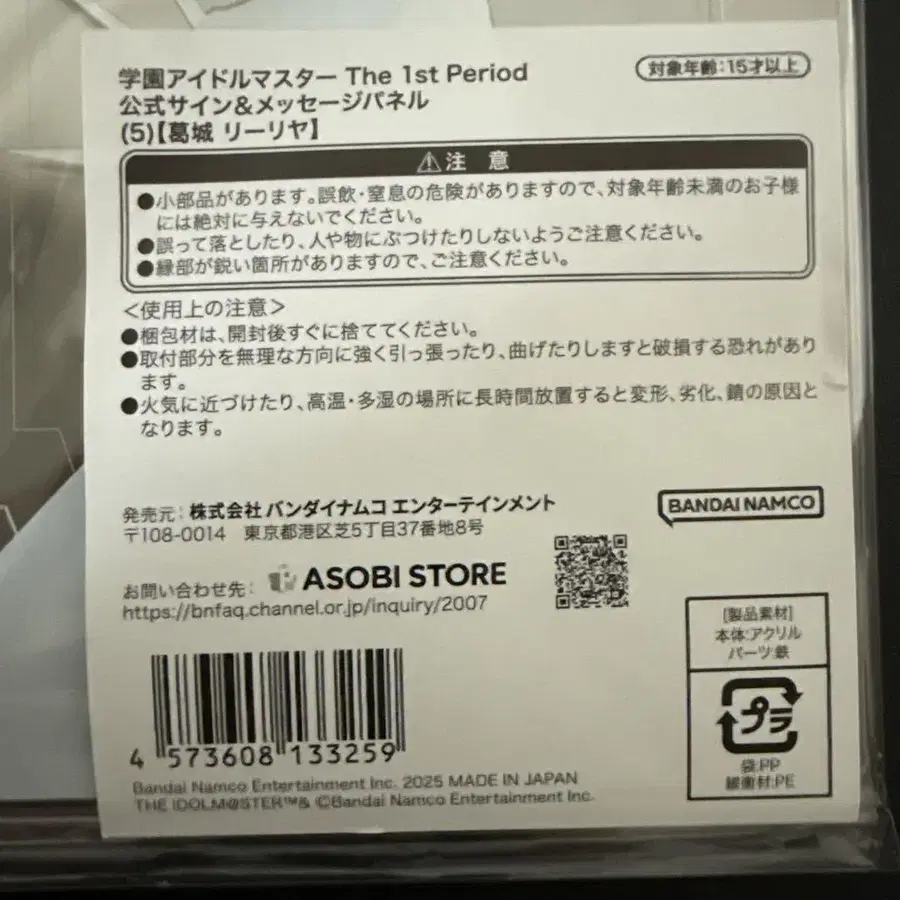 学園アイドルマスター The 1st Period
公式サイン&メッセージパネル
(5)【葛城 リーリヤ】
対象年齢:15才以上
⚠注 意
●小部品があります。誤飲・窒息の危険がありますので、対象年齢未満のお子様
には絶対に与えないでください。
●誤って落としたり、人や物にぶつけたりしないようご注意ください。
●縁部が鋭い箇所がありますので、ご注意ください。
<使用上の注意>
●梱包材は、開封後すぐに捨ててください。
●取付部分を無理な方向に強く引っ張ったり、曲げたりしますと破損する恐れがあり
ます。
●火気に近づけたり、高温・多湿の場所に長時間放置すると変形、劣化、錆の原因と
なります。
発売元:株式会社 バンダイナムコ エンターテインメント
〒108-0014 東京都港区芝5丁目37番地8号
BANDAI NAMCO
お問い合わせ先: ASOBI STORE
https://bnfaq.channel.or.jp/inquiry/2007
[製品素材]
本体:アクリル
パーツ:鉄
プラ
袋:PP
緩衝材:PE
4 573608 133259
Bandai Namco Entertainment Inc. 2025 MADE IN JAPAN
THE IDOLM@STER™& ©Bandai Namco Entertainment Inc.